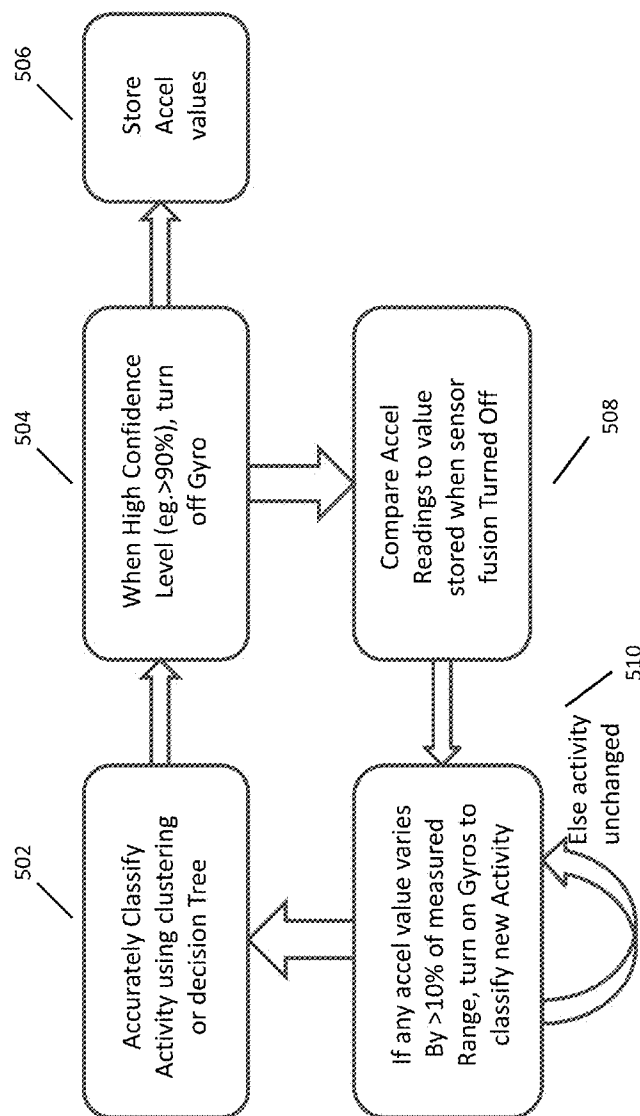 502
Accurately Classify
Activity using clustering
or decision Tree
504
When High Confidence
Level (eg.>90%), turn
off Gyro
506
Store
Accel
values
508
Compare Accel
Readings to value
stored when sensor
fusion Turned Off
510
If any accel value varies
By >10% of measured
Range, turn on Gyros to
classify new Activity
Else activity
unchanged